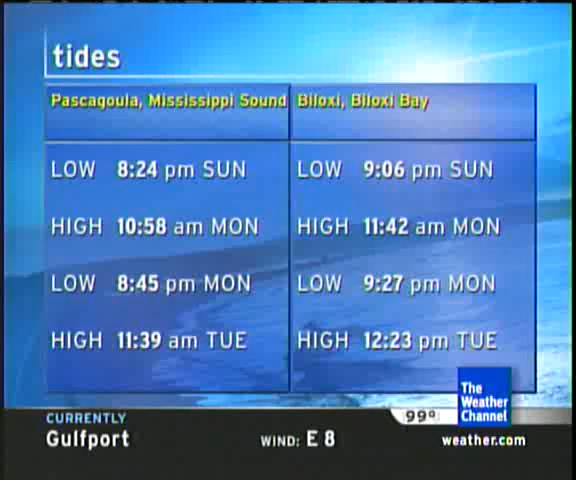 tides
Pascagoula, Mississippi Sound
LOW 8:24 pm SUN
HIGH 10:58 am MON
LOW 8:45 pm MON
HIGH 11:39 am TUE
Biloxi, Biloxi Bay
LOW 9:06 pm SUN
HIGH 11:42 am MON
LOW 9:27 pm MON
HIGH 12:23 pm TUE
CURRENTLY
Gulfport
WIND: E 8
99°
The
Weather
Channel
weather.com